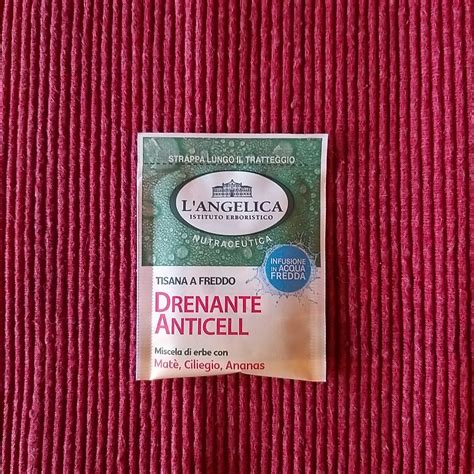 STRAPPA LUNGO IL TRATTEGGIO
L'ANGELICA
ISTITUTO ERBORISTICO
NUTRACEUTICA
INFUSIONE
IN ACQUA
FREDDA
TISANA A FREDDO
DRENANTE
ANTICELL
Miscela di erbe con
Matè, Ciliegio, Ananas